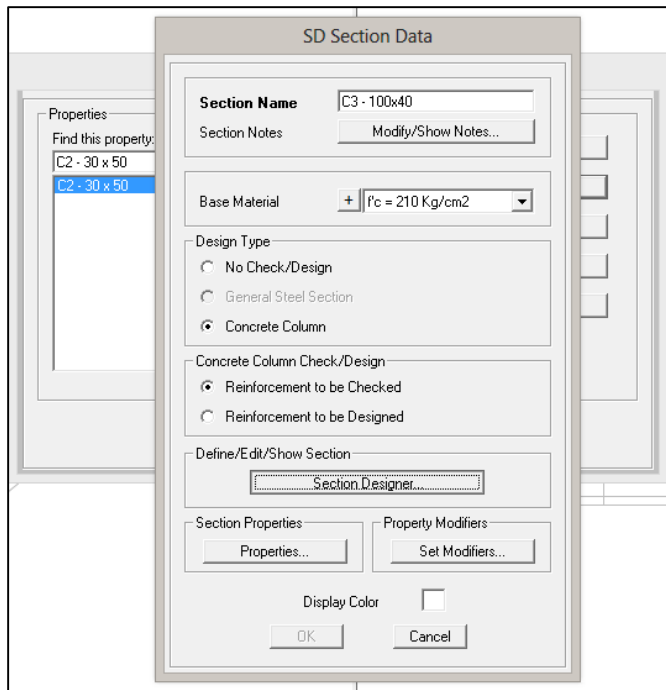 SD Section Data
Properties
Find this property:
C2 - 30 x 50
C2 - 30 x 50
Section Name C3 - 100x40
Section Notes Modify/Show Notes...
Base Material + f'c = 210 Kg/cm2
Design Type
No Check/Design
General Steel Section
Concrete Column
Concrete Column Check/Design
Reinforcement to be Checked
Reinforcement to be Designed
Define/Edit/Show Section
Section Designer...
Section Properties Property Modifiers
Properties... Set Modifiers...
Display Color
OK Cancel